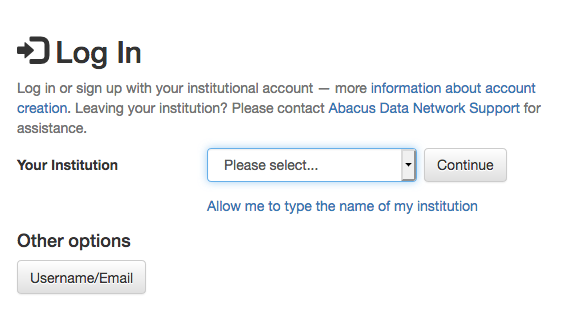 Log In
Log in or sign up with your institutional account — more information about account
creation. Leaving your institution? Please contact Abacus Data Network Support for
assistance.
Your Institution Please select... Continue
Allow me to type the name of my institution
Other options
Username/Email